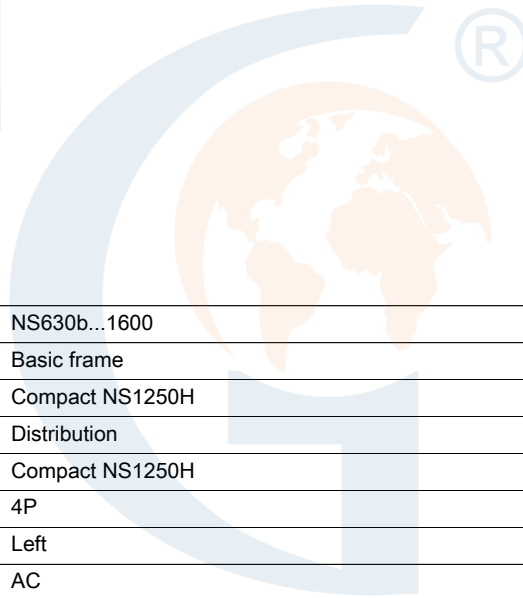 ®
NS630b...1600
Basic frame
Compact NS1250H
Distribution
Compact NS1250H
4P
Left
AC